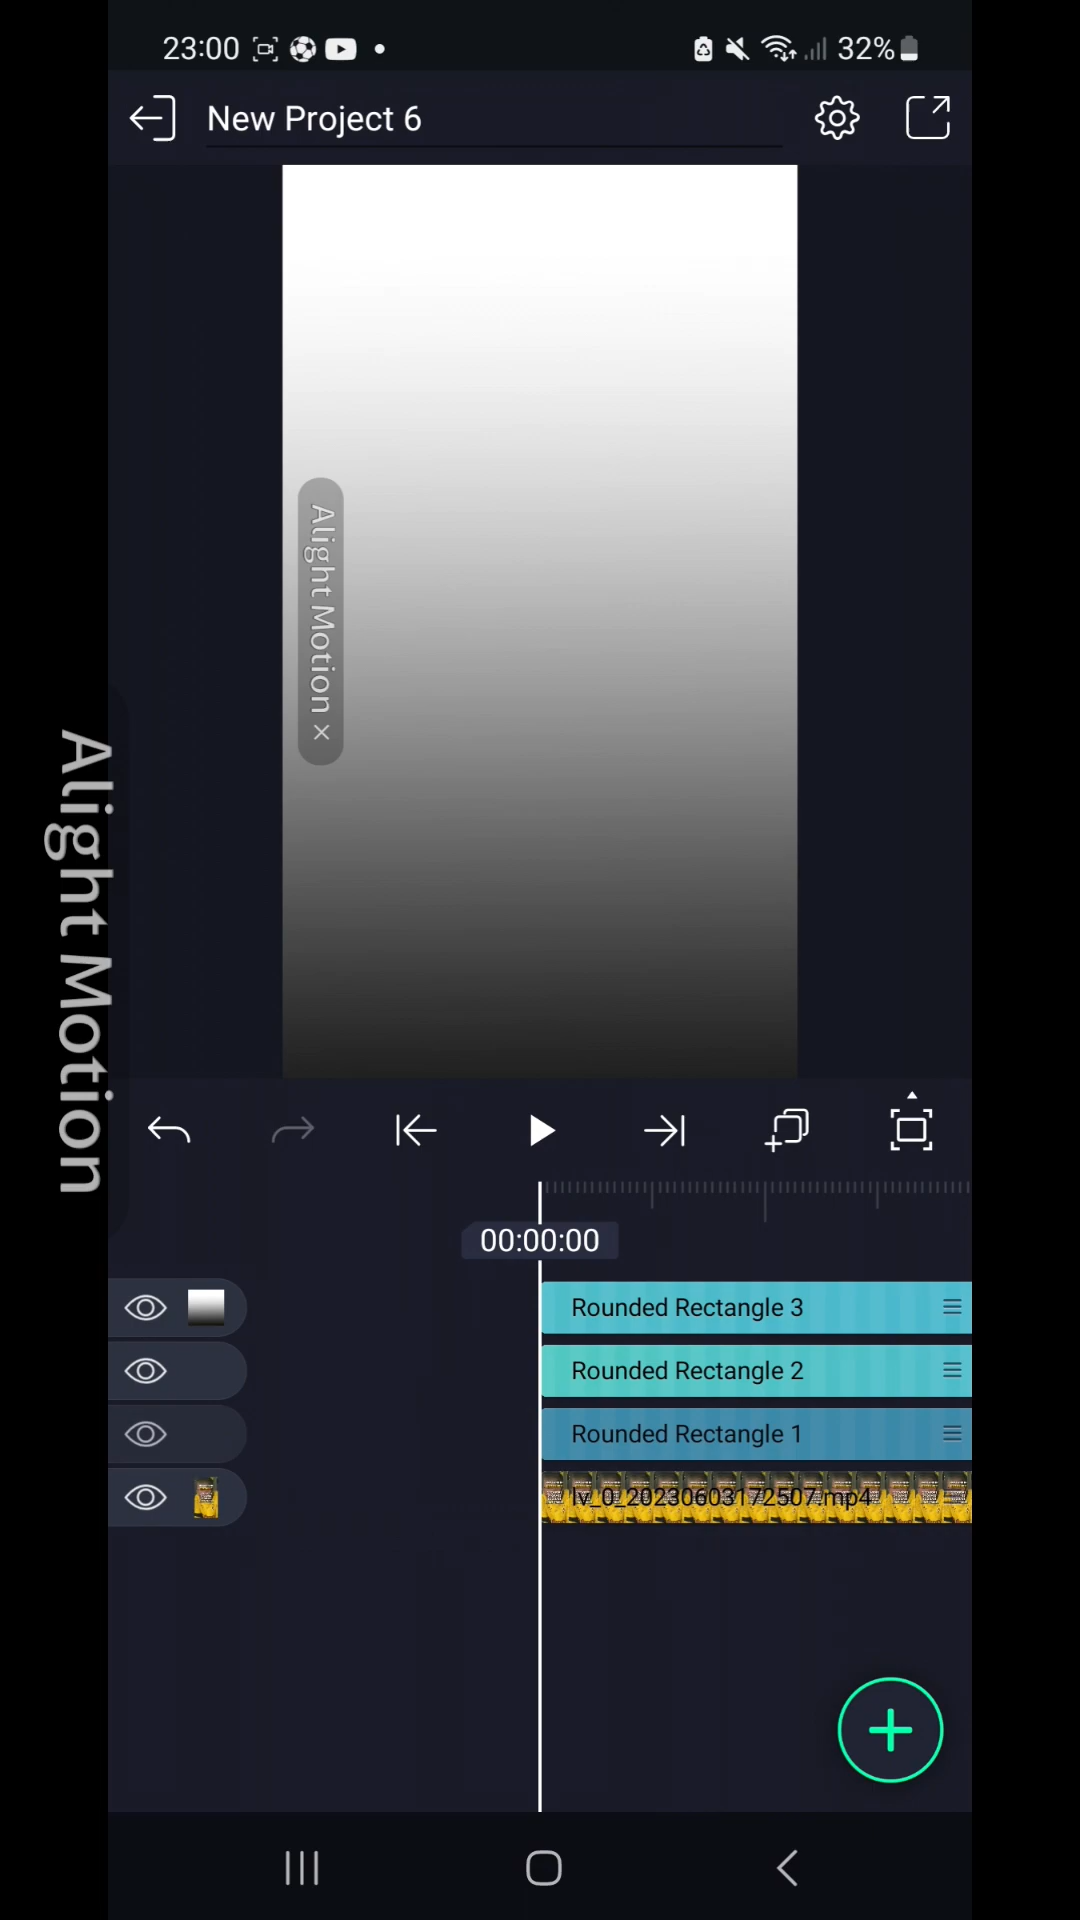 23:00
32%
New Project 6
Alight Motion ×
Alight Motion
00:00:00
Rounded Rectangle 3
Rounded Rectangle 2
Rounded Rectangle 1
lv_0_20230603172507.mp4